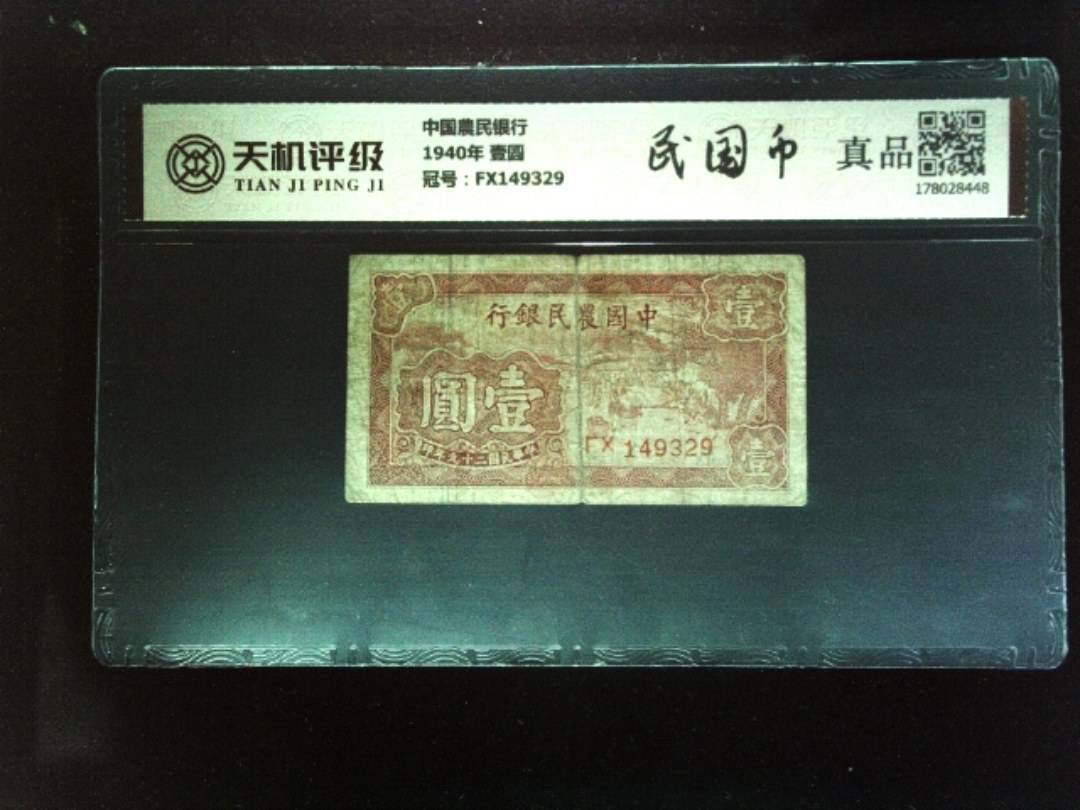 天机评级
TIAN JI PING JI
中国農民银行
1940年 壹圆
冠号：FX149329
民国币
真品
178028448
行銀民農國中
壹
圓壹
FX 149329
壹